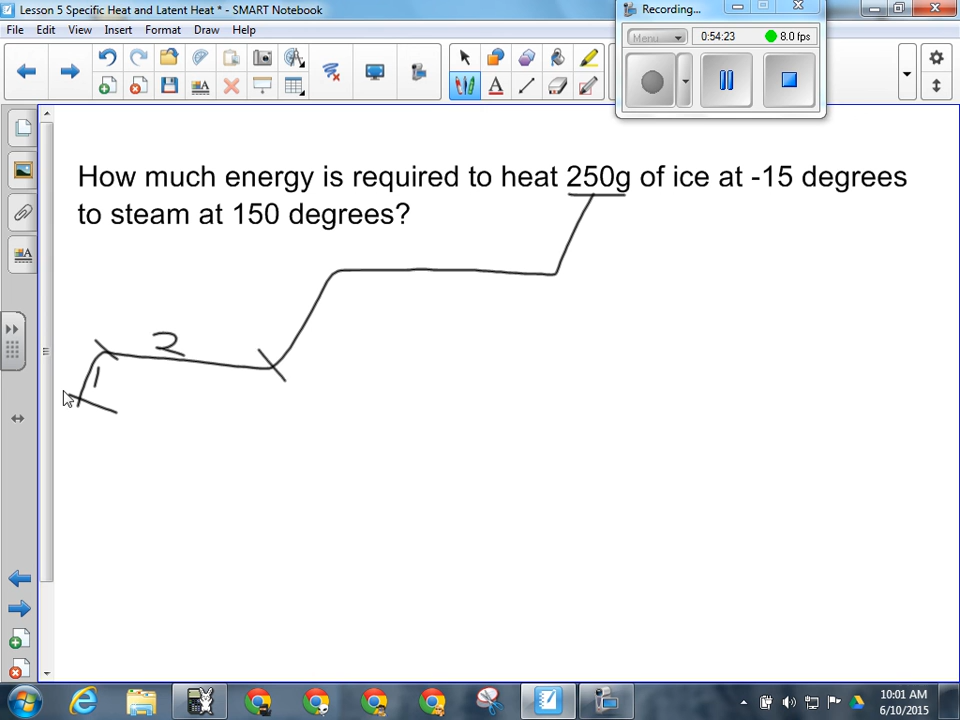 Lesson 5 Specific Heat and Latent Heat * - SMART Notebook
Recording...
File Edit View Insert Format Draw Help
Menu 0:54:23 8.0 fps
How much energy is required to heat 250g of ice at -15 degrees
to steam at 150 degrees?
2
1
10:01 AM
6/10/2015